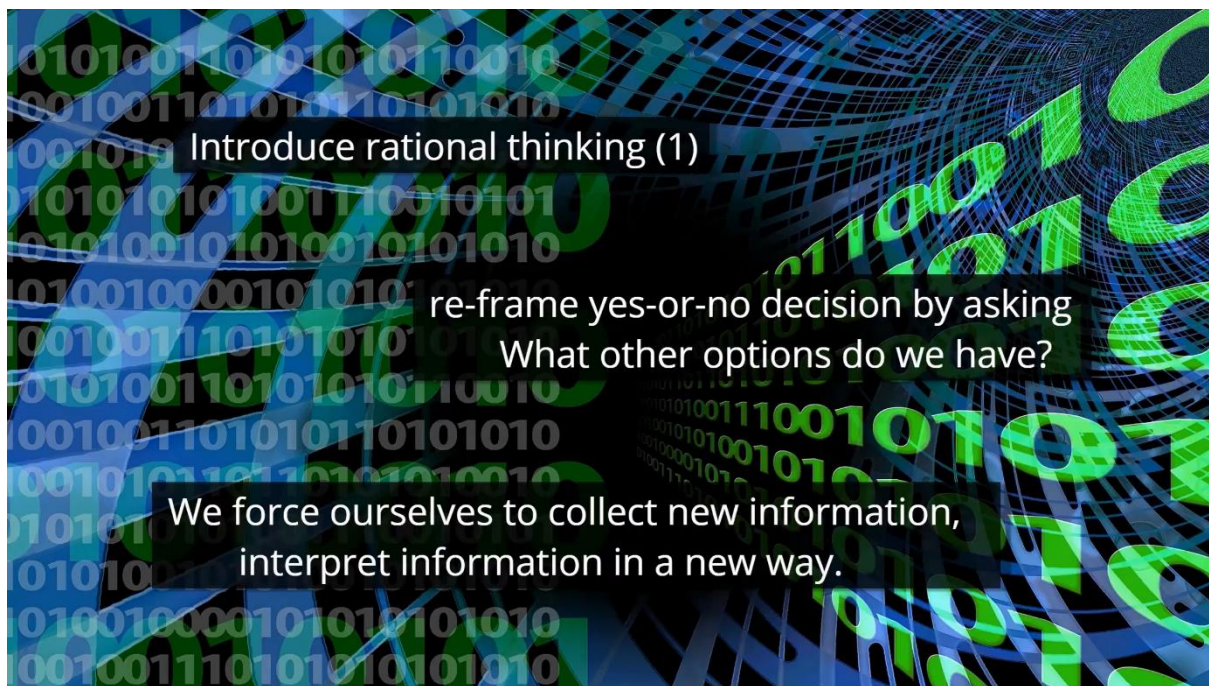 Introduce rational thinking (1)
re-frame yes-or-no decision by asking
What other options do we have?
We force ourselves to collect new information,
interpret information in a new way.